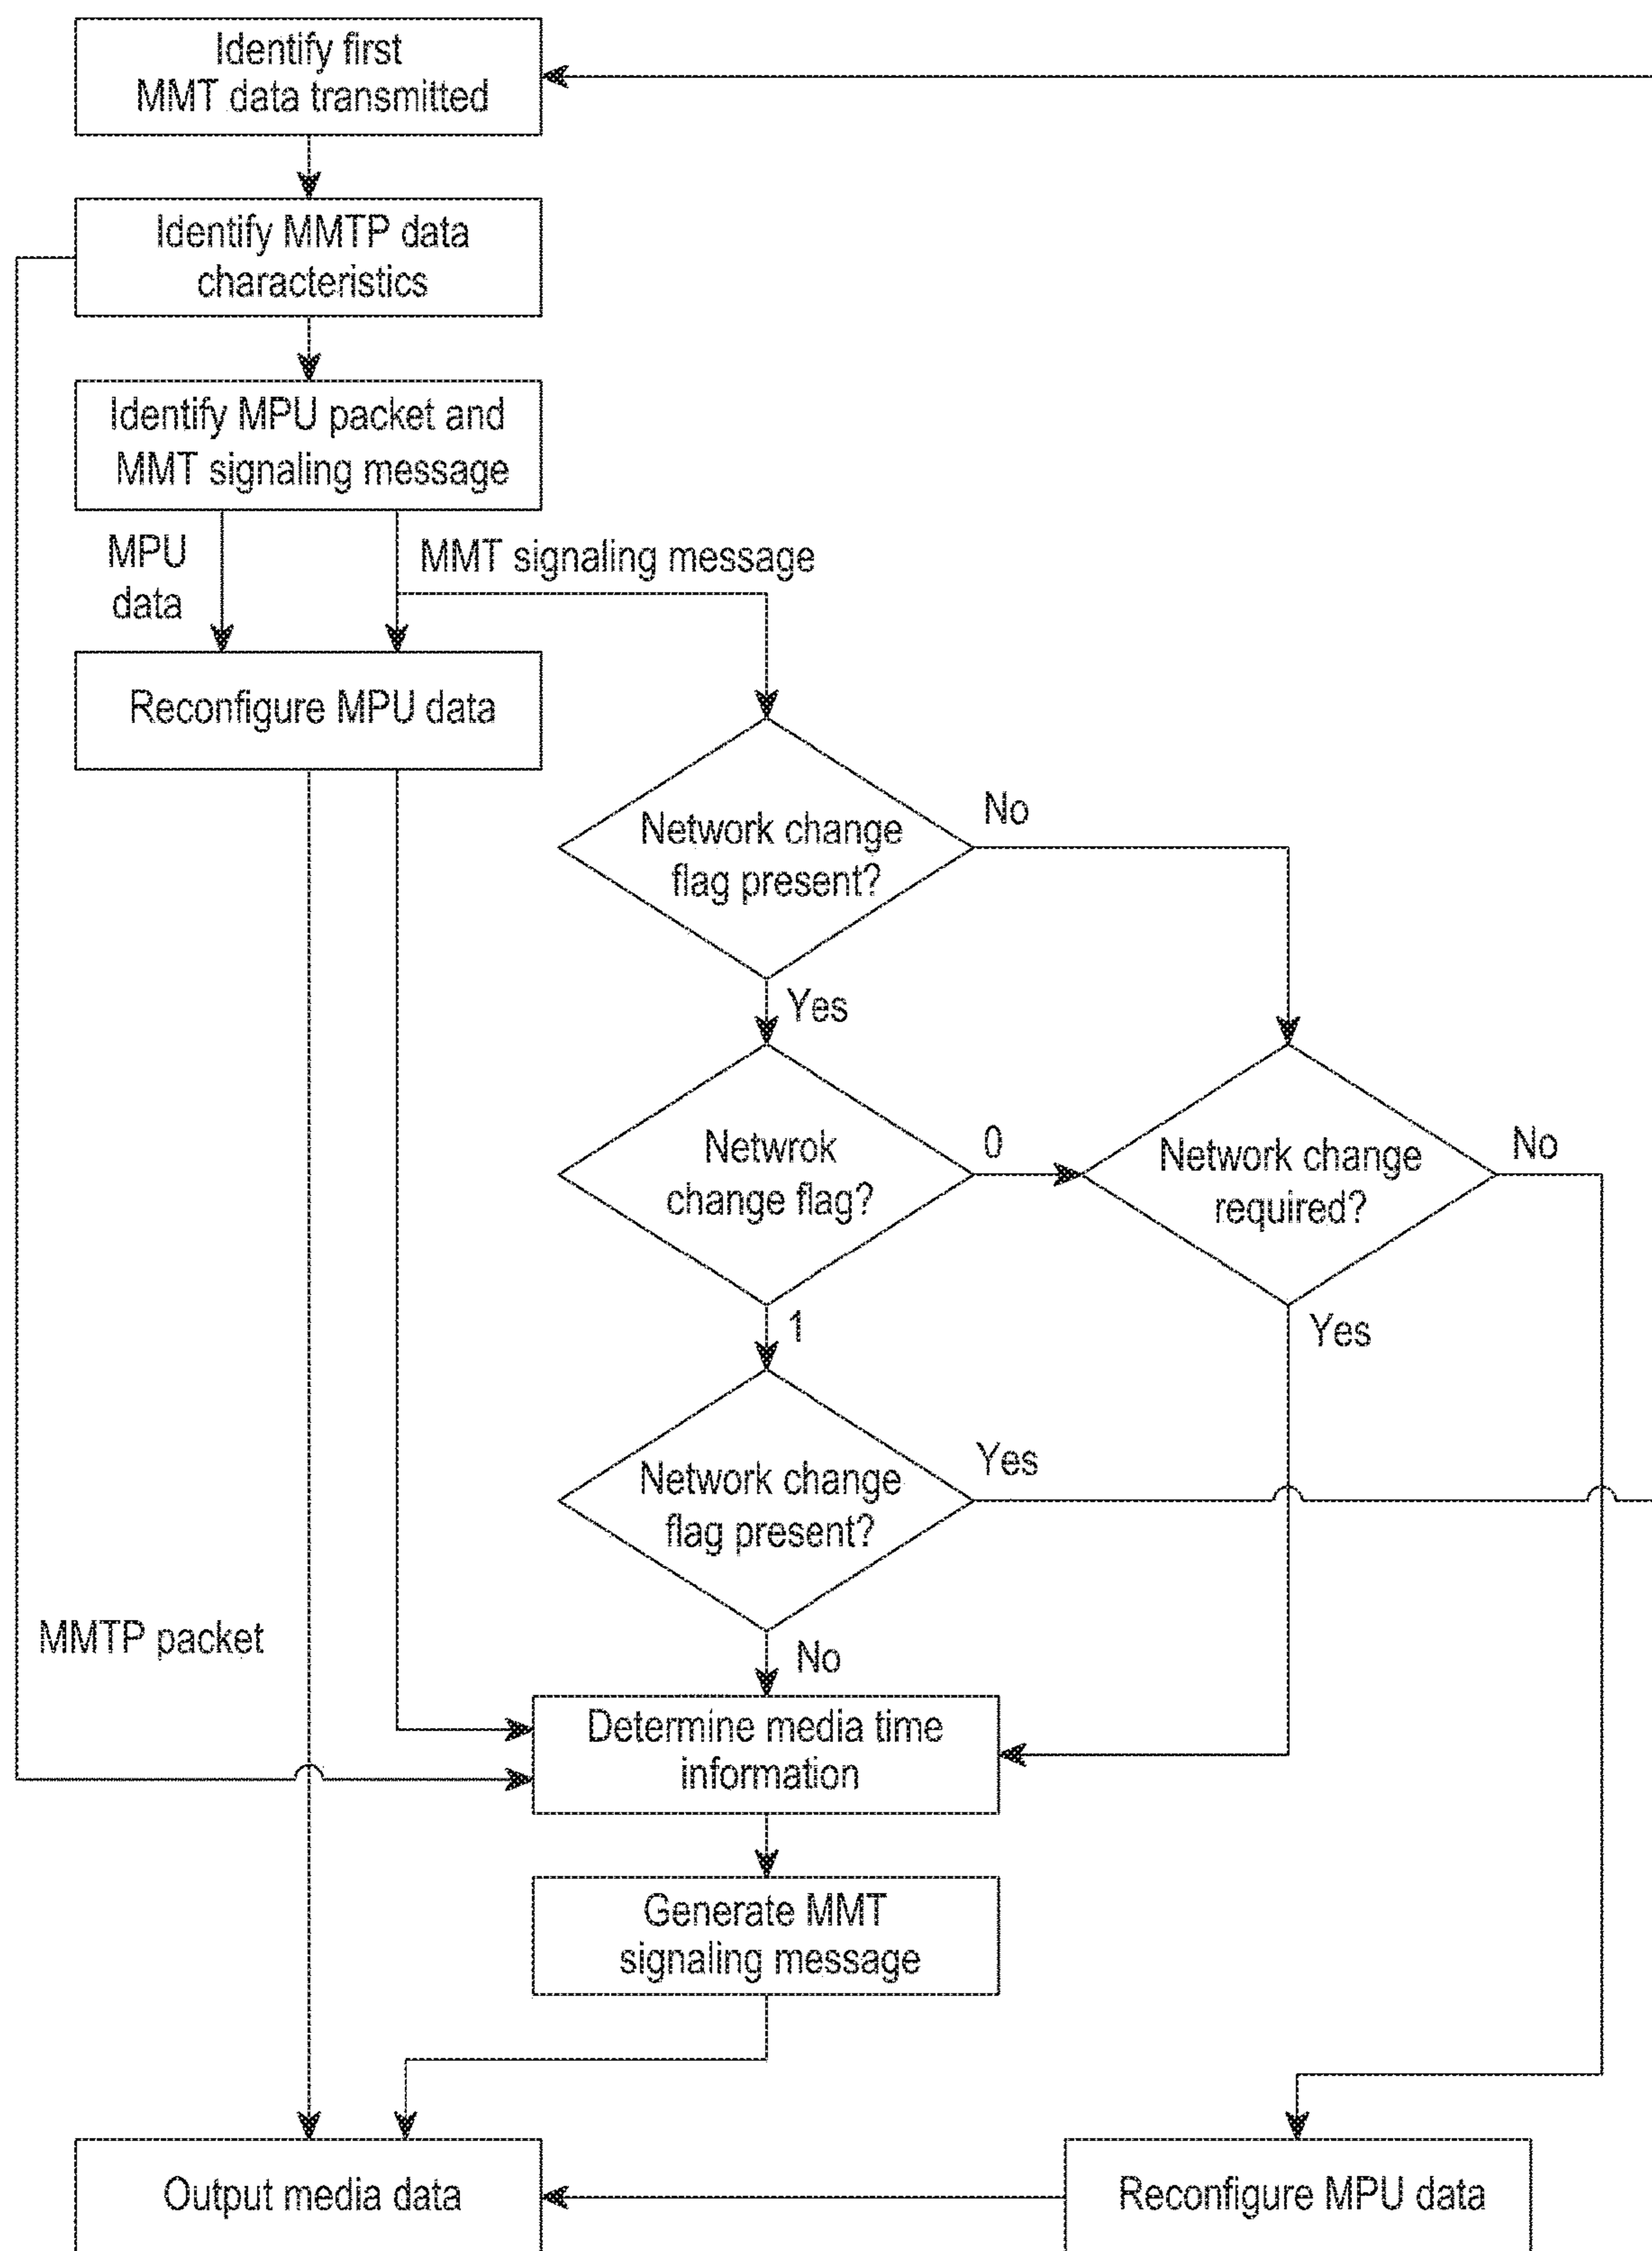 Identify first
MMT data transmitted
Identify MMTP data
characteristics
Identify MPU packet and
MMT signaling message
MPU
data
MMT signaling message
Reconfigure MPU data
Network change
flag present?
No
Yes
Netwrok
change flag?
0
Network change
required?
No
1
Yes
Network change
flag present?
Yes
MMTP packet
No
Determine media time
information
Generate MMT
signaling message
Output media data
Reconfigure MPU data